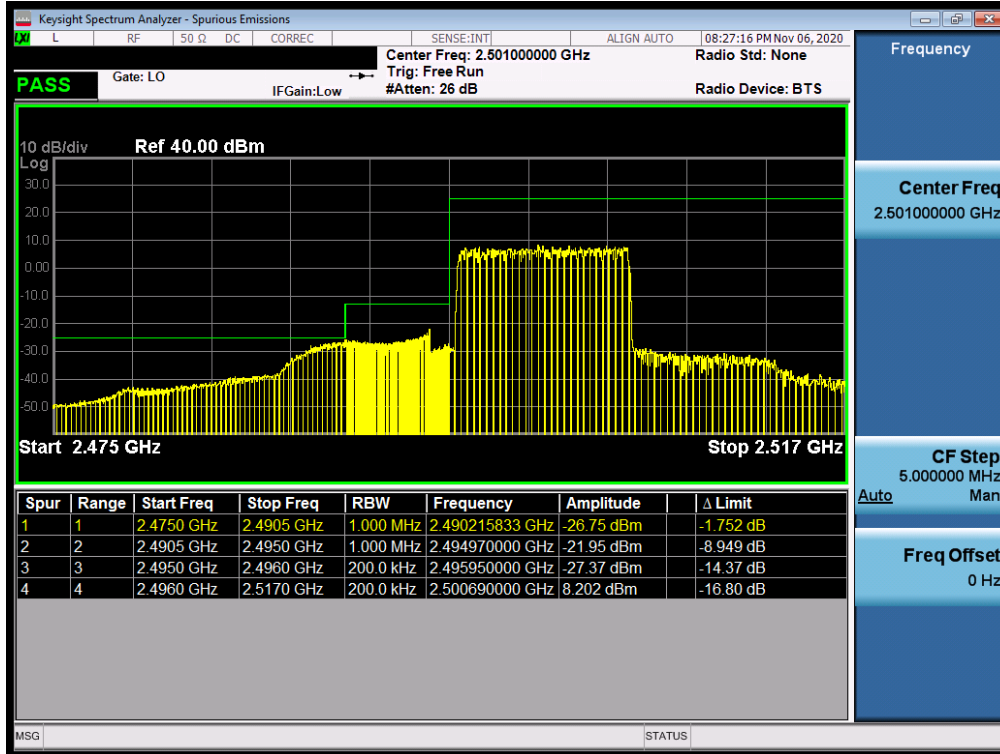 Keysight Spectrum Analyzer - Spurious Emissions
LXI L RF 50 Ω DC CORREC SENSE:INT ALIGN AUTO 08:27:16 PM Nov 06, 2020
Center Freq: 2.501000000 GHz Radio Std: None
PASS Gate: LO Trig: Free Run
IFGain:Low #Atten: 26 dB Radio Device: BTS
10 dB/div Ref 40.00 dBm
Log
30.0
20.0
10.0
0.00
-10.0
-20.0
-30.0
-40.0
-50.0
Start 2.475 GHz Stop 2.517 GHz
Spur Range Start Freq Stop Freq RBW Frequency Amplitude Δ Limit
1 1 2.4750 GHz 2.4905 GHz 1.000 MHz 2.490215833 GHz -26.75 dBm -1.752 dB
2 2 2.4905 GHz 2.4950 GHz 1.000 MHz 2.494970000 GHz -21.95 dBm -8.949 dB
3 3 2.4950 GHz 2.4960 GHz 200.0 kHz 2.495950000 GHz -27.37 dBm -14.37 dB
4 4 2.4960 GHz 2.5170 GHz 200.0 kHz 2.500690000 GHz 8.202 dBm -16.80 dB
MSG STATUS
Frequency
Center Freq
2.501000000 GHz
CF Step
5.000000 MHz
Auto Man
Freq Offset
0 Hz